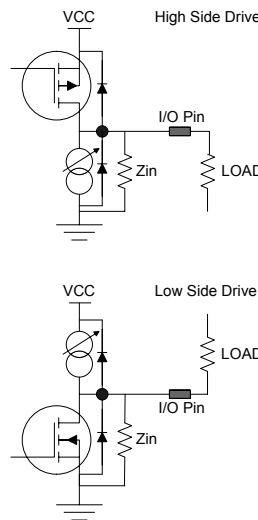 VCC
High Side Drive
I/O Pin
Zin
LOAD
VCC
Low Side Drive
LOAD
I/O Pin
Zin